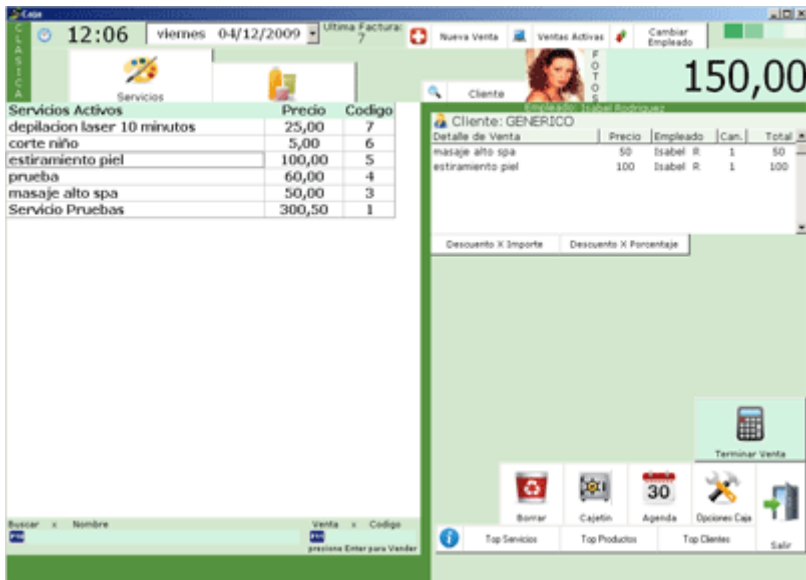 Caja
CLASICA
12:06
viernes 04/12/2009
Ultima Factura:
7
Nueva Venta
Ventas Activas
Cambiar
Empleado
Servicios
Cliente
FOTOS
150,00
Empleado: Isabel Rodriguez
Servicios Activos Precio Codigo
depilacion laser 10 minutos 25,00 7
corte niño 5,00 6
estiramiento piel 100,00 5
prueba 60,00 4
masaje alto spa 50,00 3
Servicio Pruebas 300,50 1
Cliente: GENERICO
Detalle de Venta Precio Empleado Can. Total
masaje alto spa 50 Isabel R 1 50
estiramiento piel 100 Isabel R 1 100
Descuento X Importe Descuento X Porcentaje
Terminar Venta
30
Borrar Cajetin Agenda Opciones Caja
Salir
Top Servicios Top Productos Top Clientes
Buscar x Nombre
Venta x Codigo
presione Enter para Vender